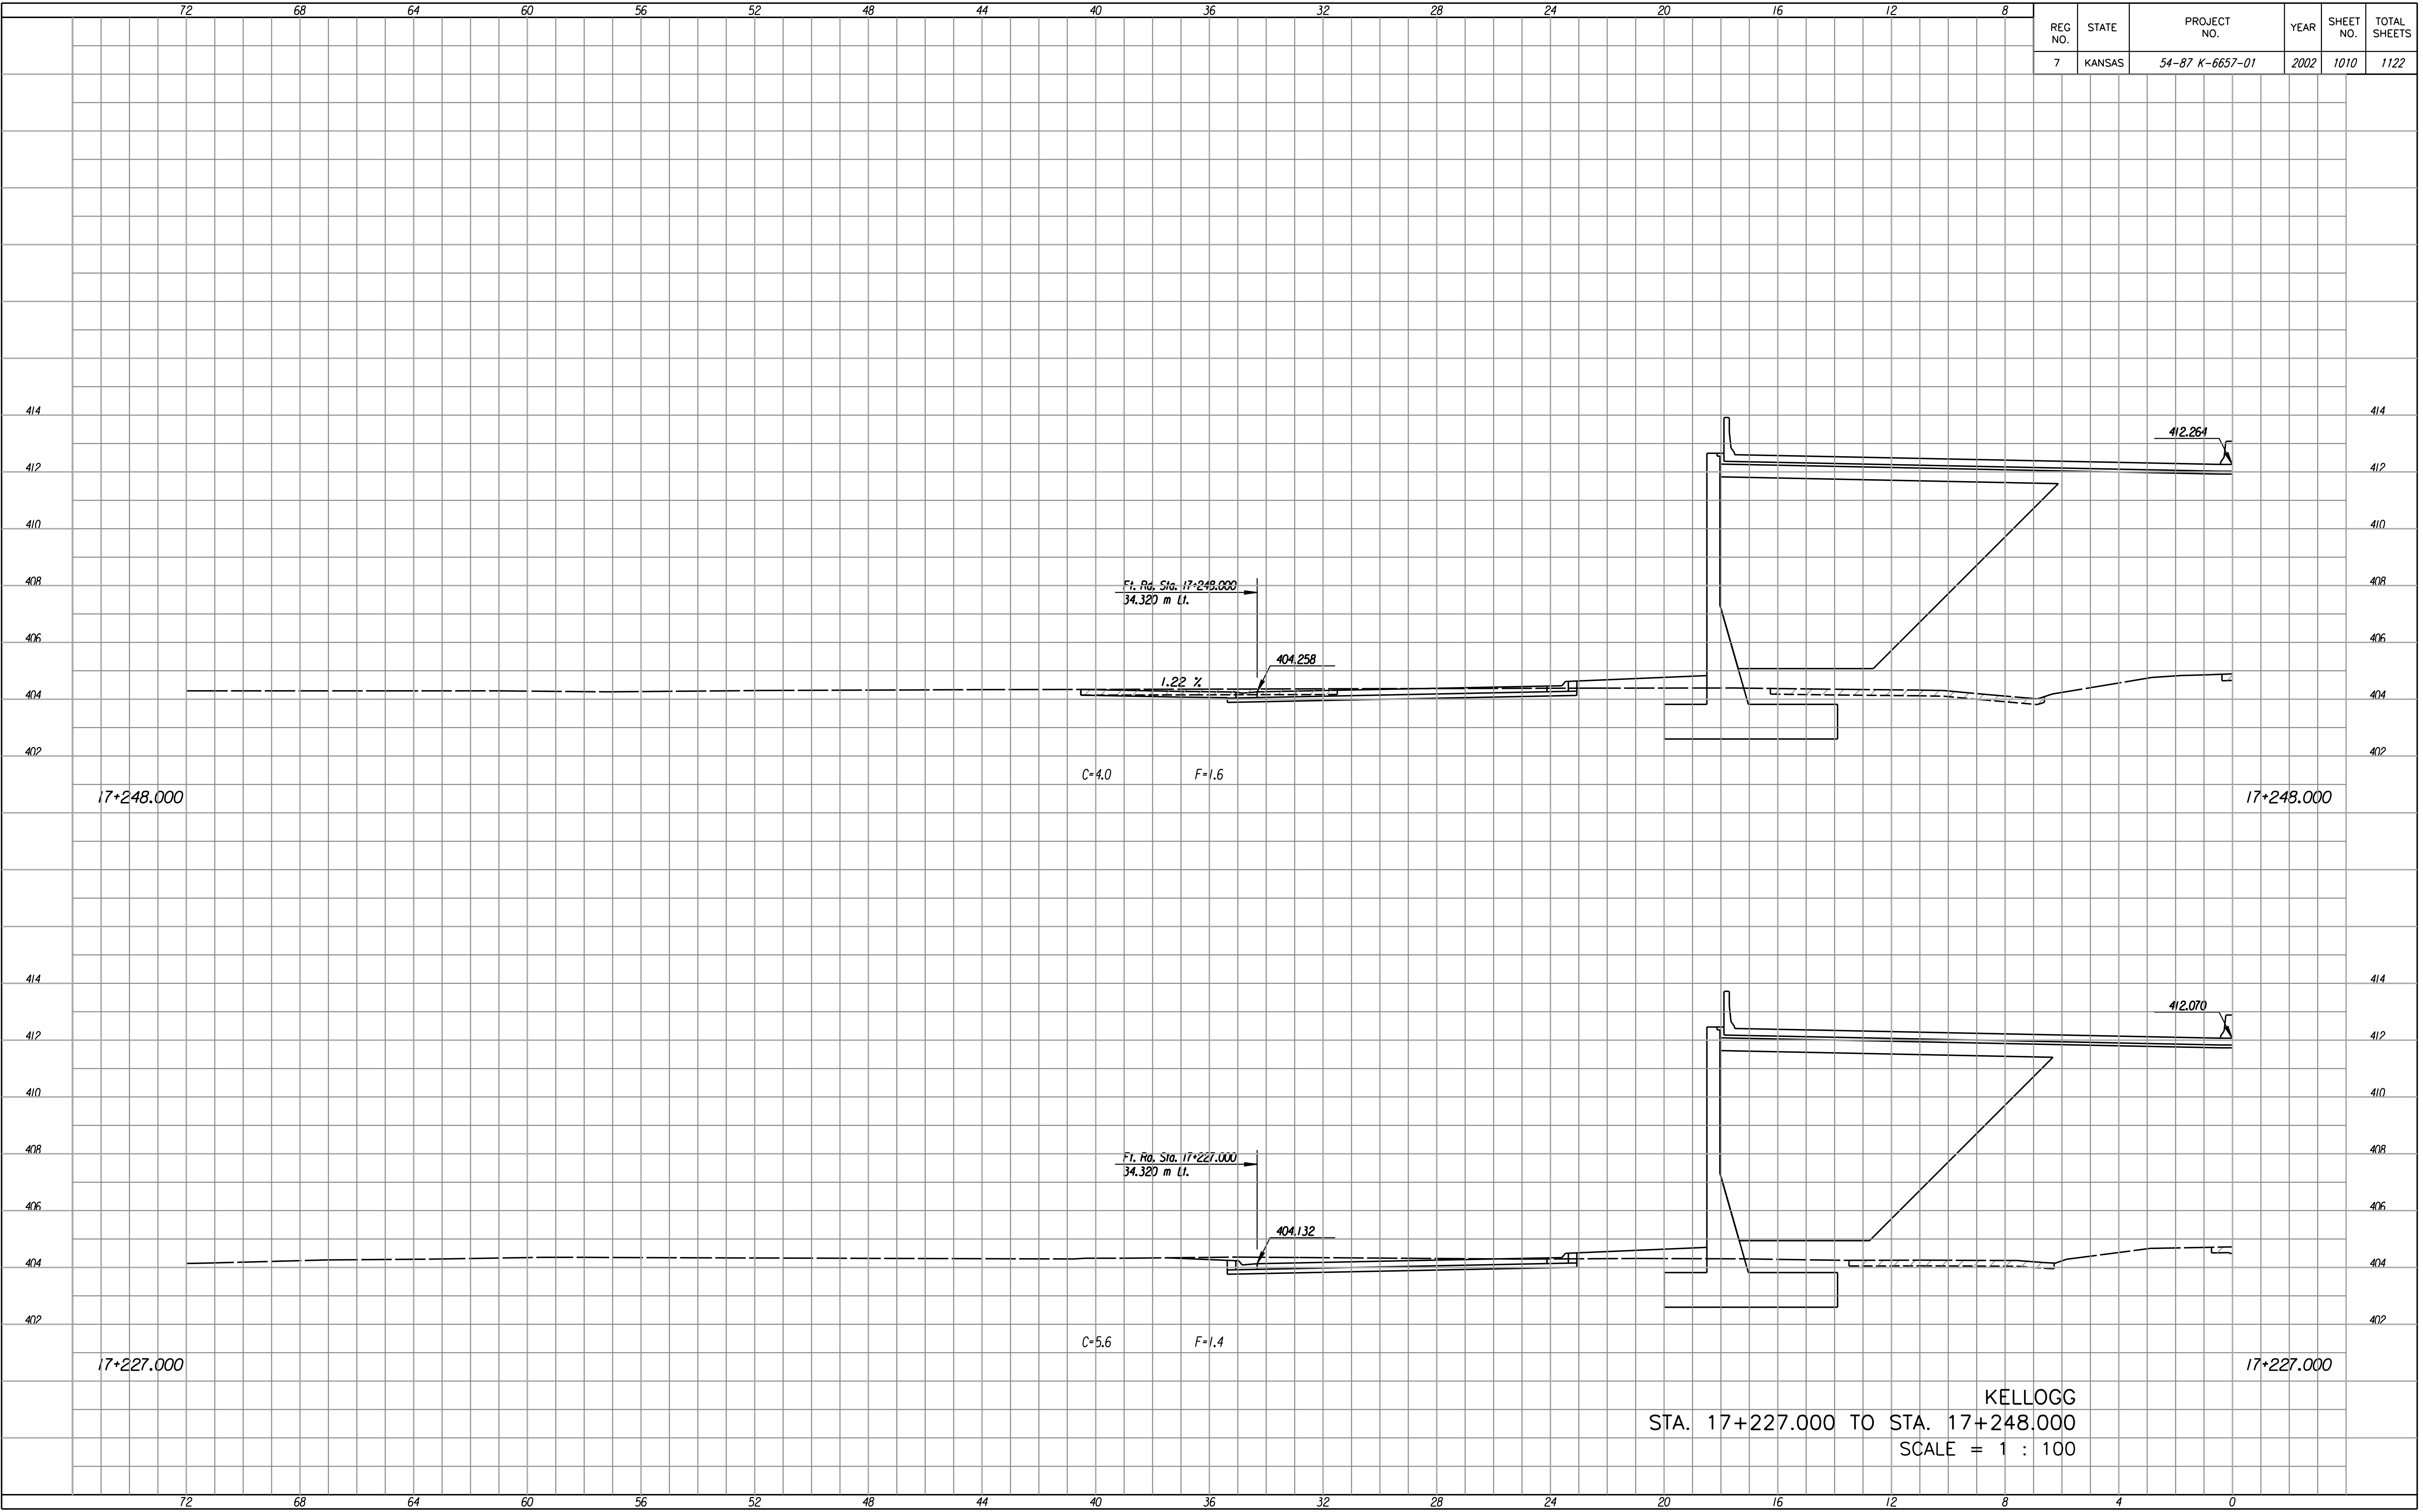 72 68 64 60 56 52 48 44 40 36 32 28 24 20 16 12 8
REG NO. STATE PROJECT NO. YEAR SHEET NO. TOTAL SHEETS
7 KANSAS 54-87 K-6657-01 2002 1010 1122
414 414
412.264
412 412
410 410
408 408
Ft. Rd. Sta. 17+248.000
34.320 m Lt.
406 406
404.258
1.22 %
404 404
402 402
C=4.0 F=1.6
17+248.000 17+248.000
414 414
412.070
412 412
410 410
408 408
Ft. Rd. Sta. 17+227.000
34.320 m Lt.
406 406
404.132
404 404
402 402
C=5.6 F=1.4
17+227.000 17+227.000
KELLOGG
STA. 17+227.000 TO STA. 17+248.000
SCALE = 1 : 100
72 68 64 60 56 52 48 44 40 36 32 28 24 20 16 12 8 4 0